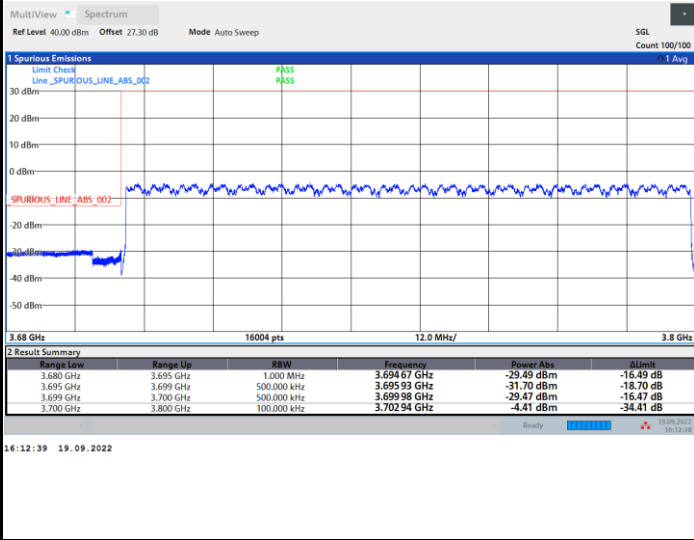 MultiView Spectrum
Ref Level 40.00 dBm Offset 27.30 dB Mode Auto Sweep SGL
Count 100/100
1 Spurious Emissions 1 Avg
Limit Check PASS
Line _SPURIOUS_LINE_ABS_002 PASS
30 dBm
20 dBm
10 dBm
0 dBm
_SPURIOUS_LINE_ABS_002
-20 dBm
-30 dBm
-40 dBm
-50 dBm
3.68 GHz 16004 pts 12.0 MHz/ 3.8 GHz
2 Result Summary
Range Low Range Up RBW Frequency Power Abs ΔLimit
3.680 GHz 3.695 GHz 1.000 MHz 3.694 67 GHz -29.49 dBm -16.49 dB
3.695 GHz 3.699 GHz 500.000 kHz 3.695 93 GHz -31.70 dBm -18.70 dB
3.699 GHz 3.700 GHz 500.000 kHz 3.699 98 GHz -29.47 dBm -16.47 dB
3.700 GHz 3.800 GHz 100.000 kHz 3.702 94 GHz -4.41 dBm -34.41 dB
Ready 19.09.2022
16:12:38
16:12:39 19.09.2022